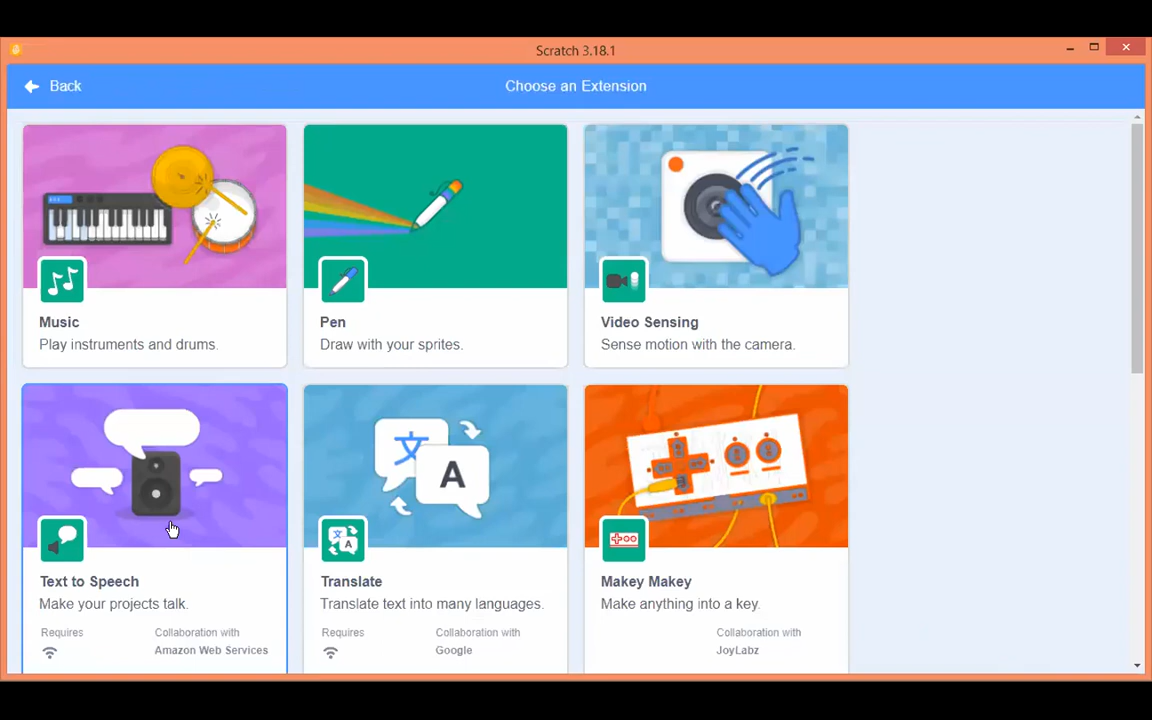 Scratch 3.18.1
Back
Choose an Extension
Music
Play instruments and drums.
Pen
Draw with your sprites.
Video Sensing
Sense motion with the camera.
文
A
文
A
Text to Speech
Make your projects talk.
Requires
Collaboration with
Amazon Web Services
Translate
Translate text into many languages.
Requires
Collaboration with
Google
Makey Makey
Make anything into a key.
Collaboration with
JoyLabz